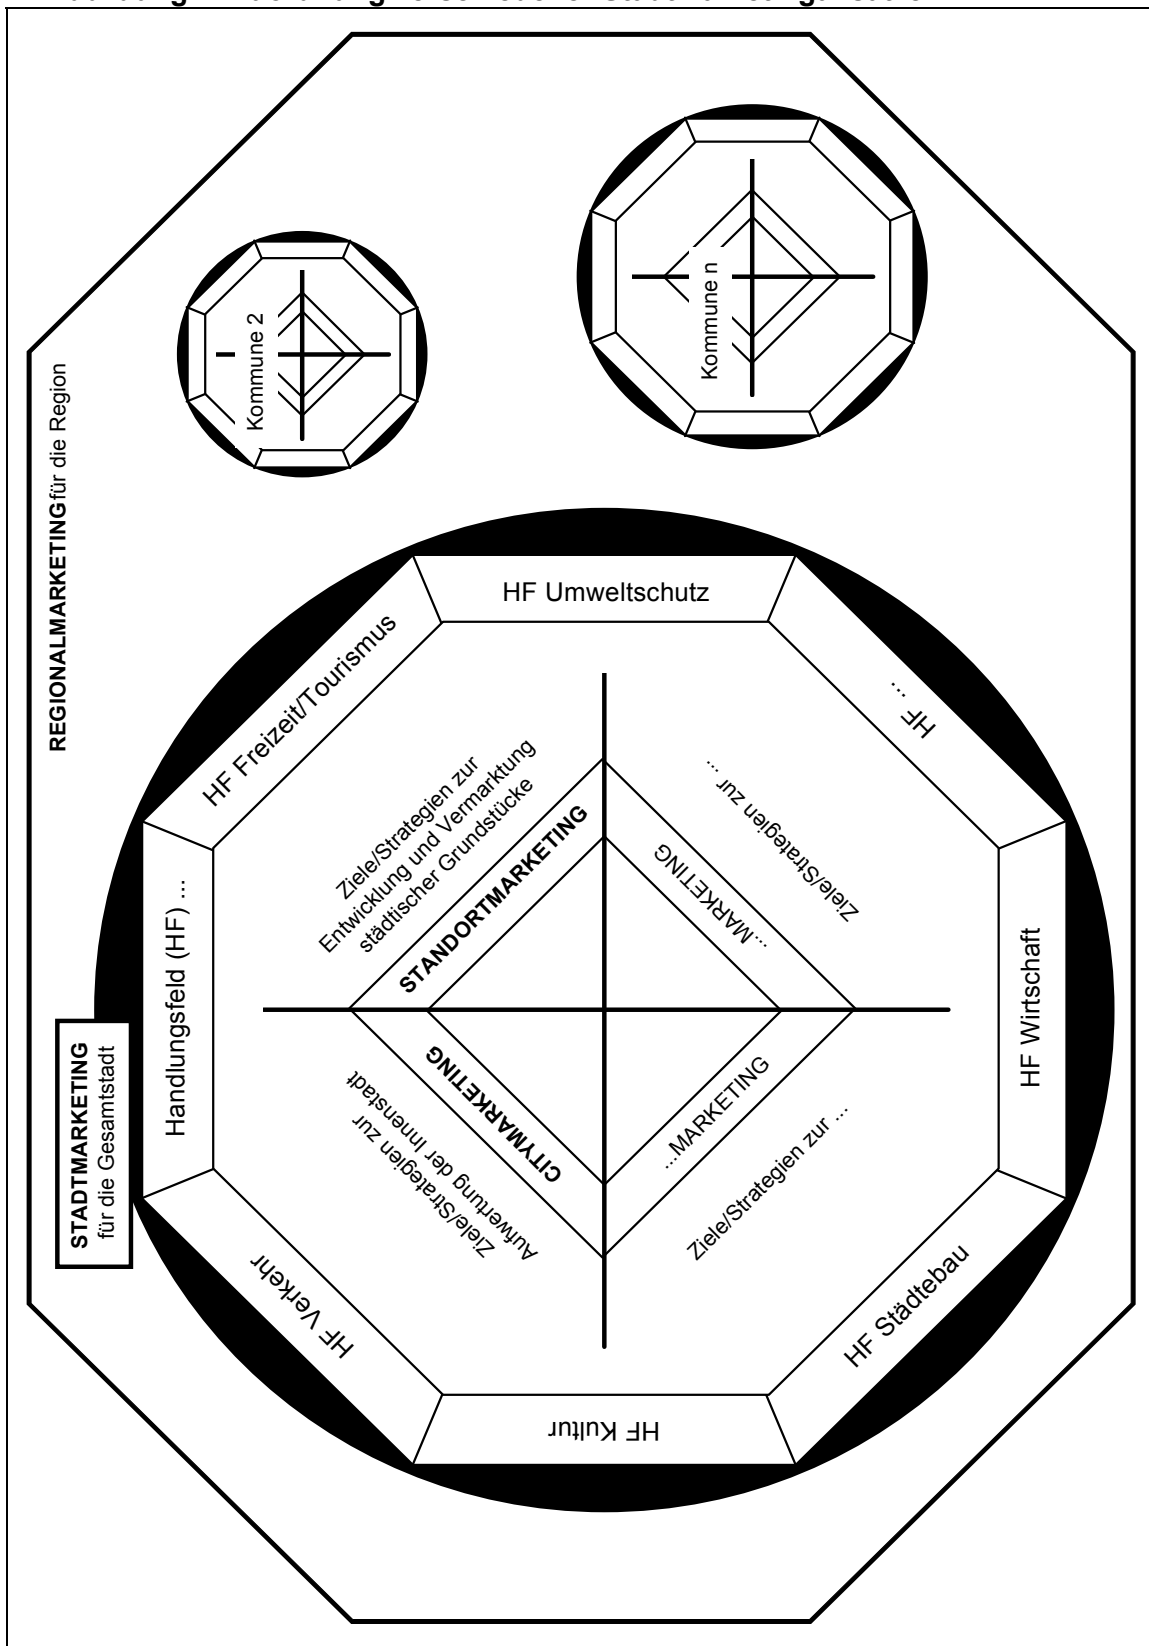 REGIONALMARKETING für die Region
Kommune 2
Kommune n
STADTMARKETING
für die Gesamtstadt
HF Umweltschutz
HF ...
HF Wirtschaft
HF Städtebau
HF Kultur
HF Verkehr
Handlungsfeld (HF) ...
HF Freizeit/Tourismus
Ziele/Strategien zur
Entwicklung und Vermarktung
städtischer Grundstücke
STANDORTMARKETING
Ziele/Strategien zur ...
...MARKETING
CITYMARKETING
Ziele/Strategien zur
Aufwertung der Innenstadt
...MARKETING
Ziele/Strategien zur ...